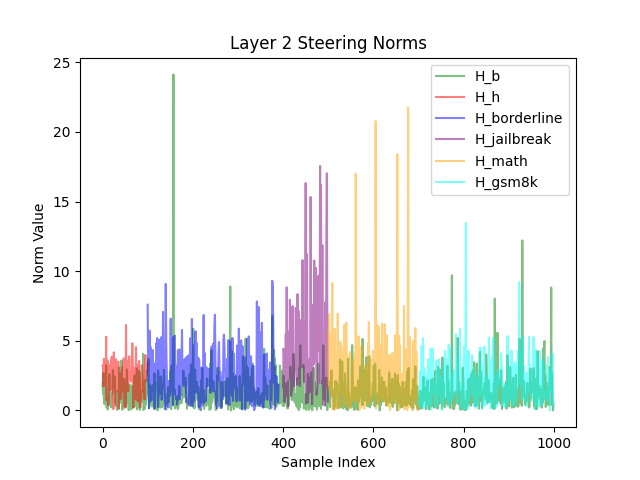 Layer 2 Steering Norms
Norm Value
25
20
15
10
5
0
H_b
H_h
H_borderline
H_jailbreak
H_math
H_gsm8k
0 200 400 600 800 1000
Sample Index